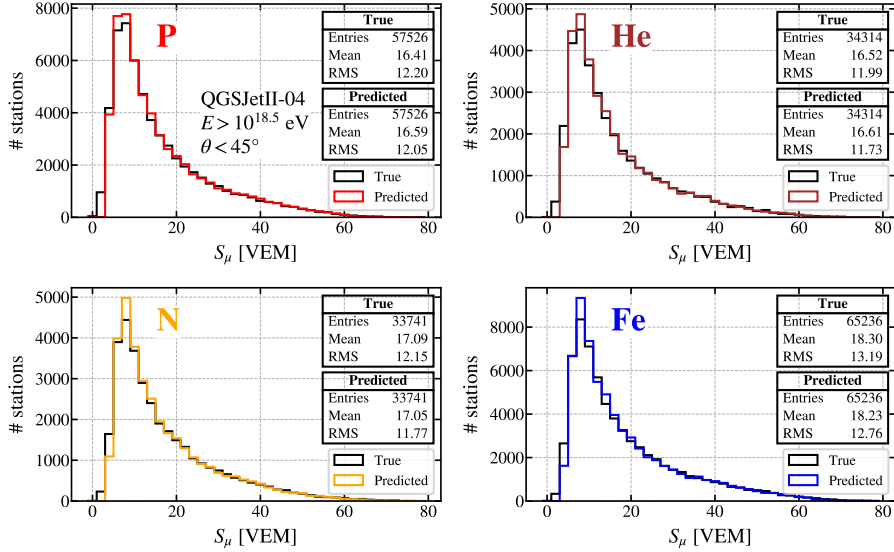 P
QGSJetII-04
E > 10^18.5 eV
θ < 45°
True
Entries 57526
Mean 16.41
RMS 12.20
Predicted
Entries 57526
Mean 16.59
RMS 12.05
True
Predicted
# stations
8000
6000
4000
2000
0
0 20 40 60 80
S_μ [VEM]
He
True
Entries 34314
Mean 16.52
RMS 11.99
Predicted
Entries 34314
Mean 16.61
RMS 11.73
True
Predicted
# stations
5000
4000
3000
2000
1000
0
0 20 40 60 80
S_μ [VEM]
N
True
Entries 33741
Mean 17.09
RMS 12.15
Predicted
Entries 33741
Mean 17.05
RMS 11.77
True
Predicted
# stations
5000
4000
3000
2000
1000
0
0 20 40 60 80
S_μ [VEM]
Fe
True
Entries 65236
Mean 18.30
RMS 13.19
Predicted
Entries 65236
Mean 18.23
RMS 12.76
True
Predicted
# stations
8000
6000
4000
2000
0
0 20 40 60 80
S_μ [VEM]